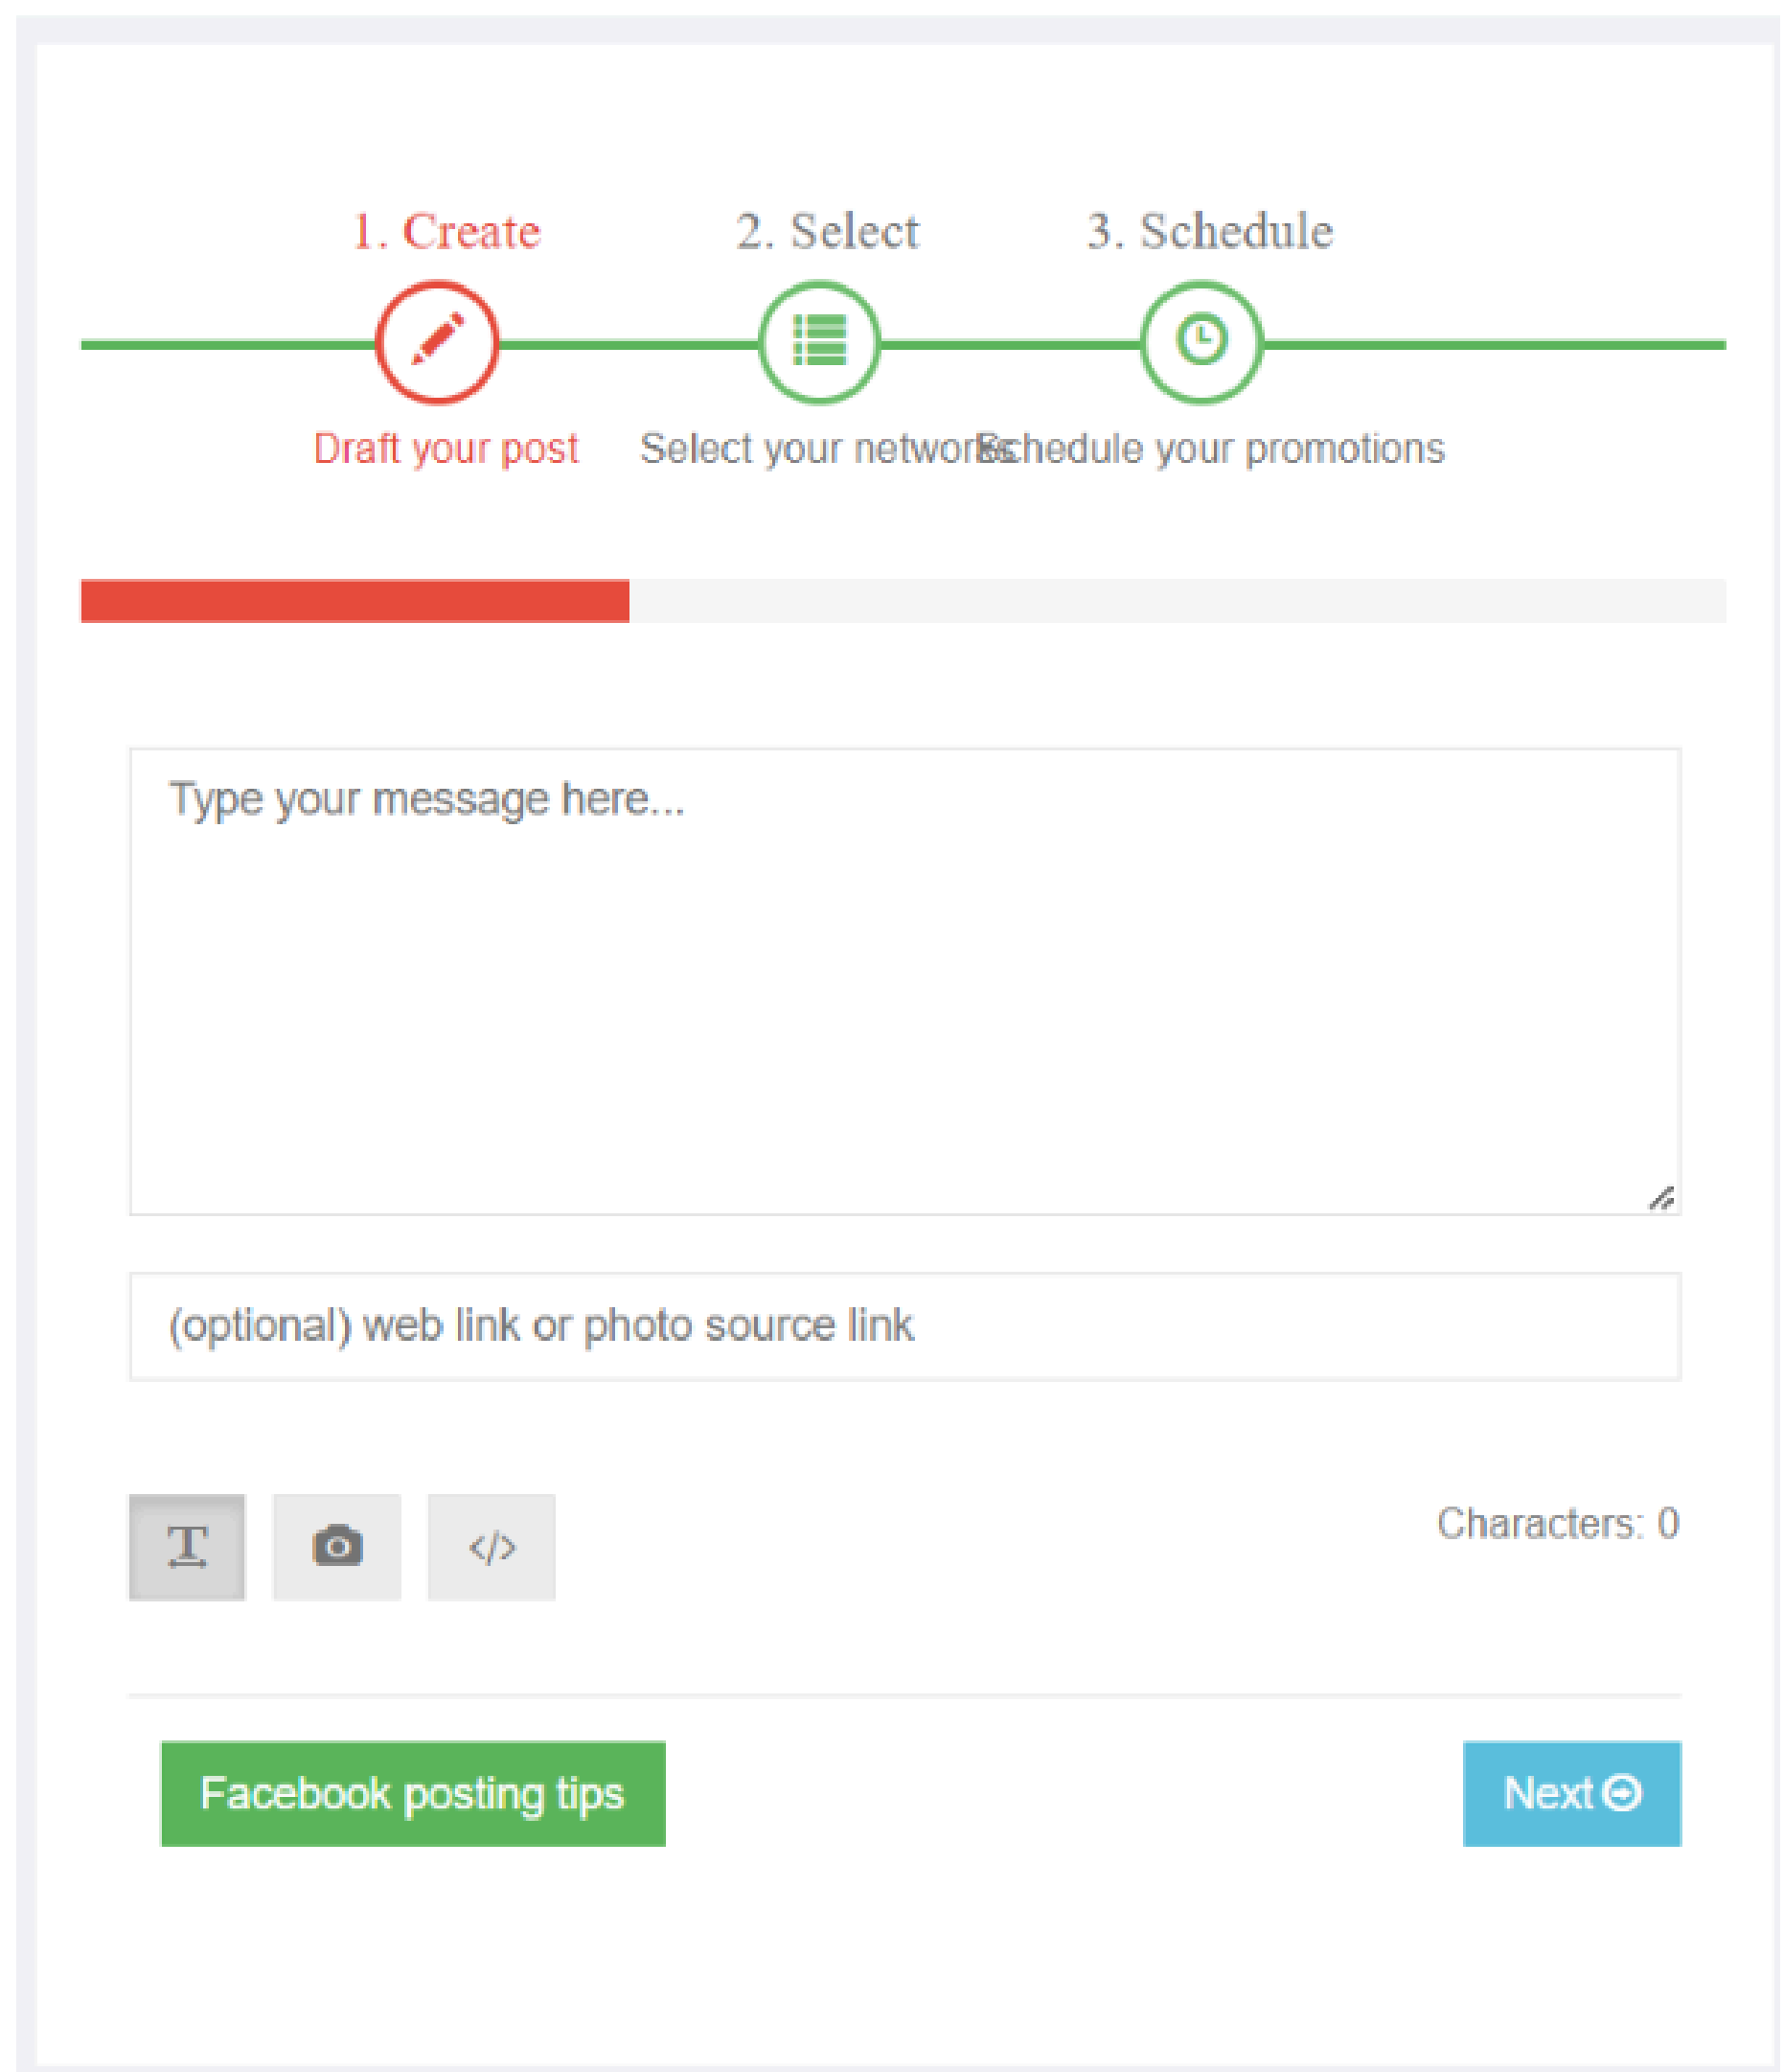 1. Create 2. Select 3. Schedule
Draft your post Select your networks Schedule your promotions
Type your message here...
(optional) web link or photo source link
T </> Characters: 0
Facebook posting tips Next